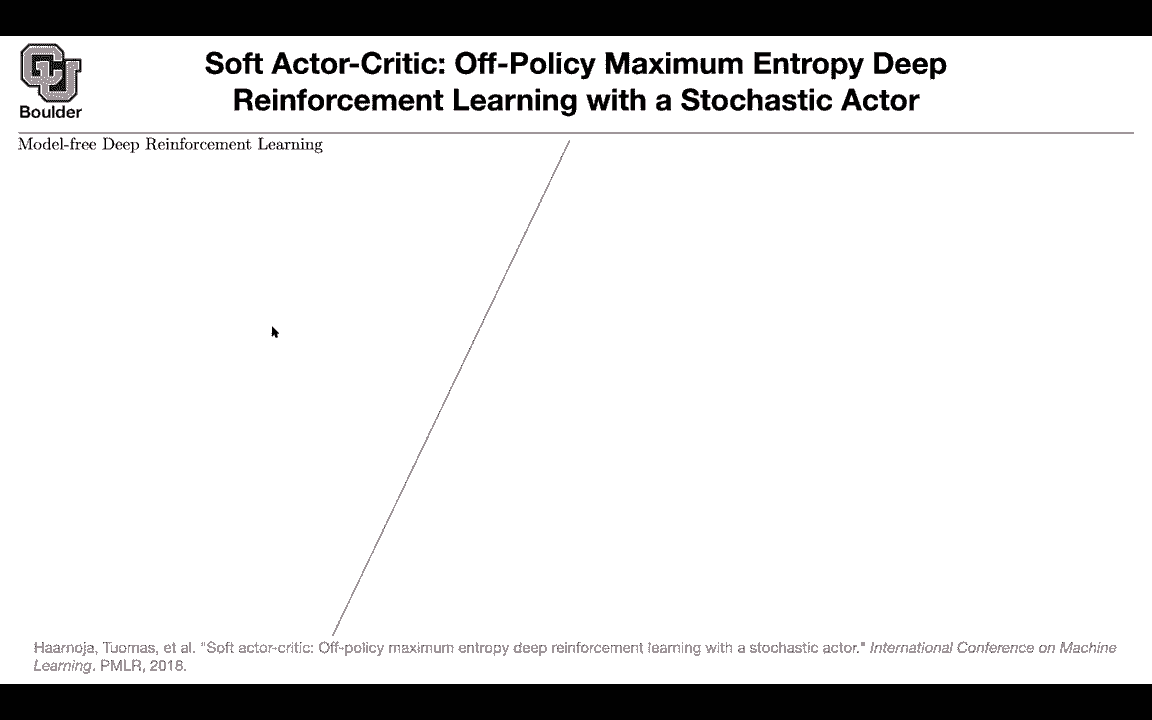 Boulder
Soft Actor-Critic: Off-Policy Maximum Entropy Deep
Reinforcement Learning with a Stochastic Actor
Model-free Deep Reinforcement Learning
Haarnoja, Tuomas, et al. "Soft actor-critic: Off-policy maximum entropy deep reinforcement learning with a stochastic actor." International Conference on Machine
Learning. PMLR, 2018.